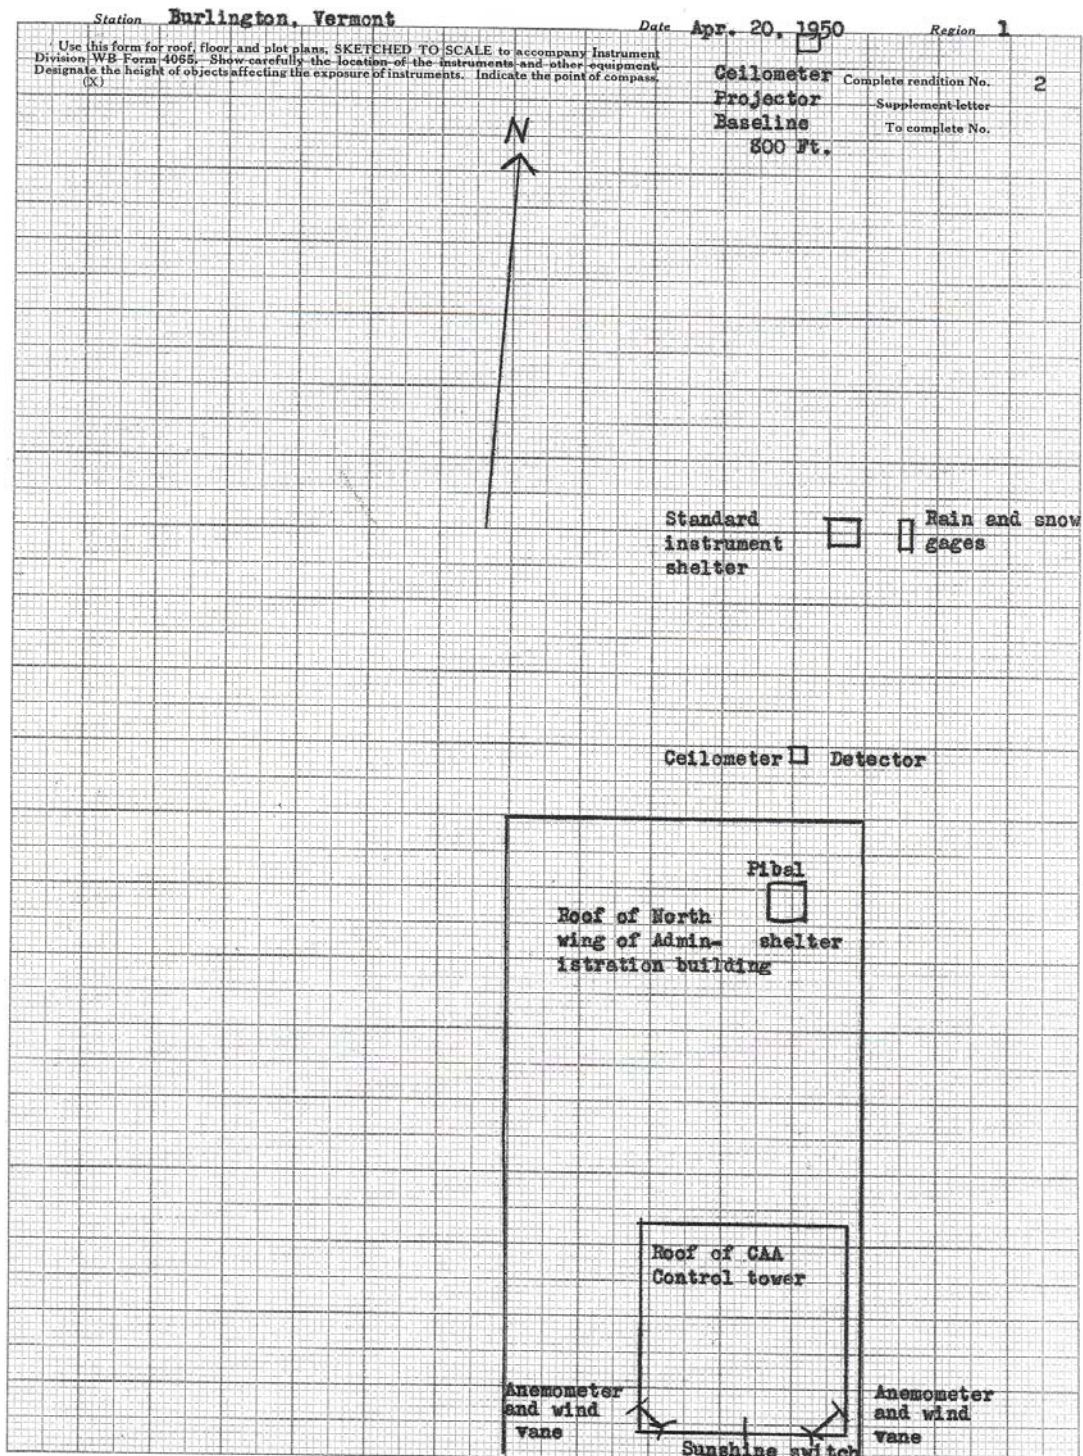 Station Burlington, Vermont Date Apr. 20, 1950 Region 1
Use this form for roof, floor, and plot plans, SKETCHED TO SCALE to accompany Instrument
Division WB Form 4065. Show carefully the location of the instruments and other equipment.
Designate the height of objects affecting the exposure of instruments. Indicate the point of compass.
(X)
Ceilometer
Projector
Baseline
800 Ft.
Complete rendition No. 2
Supplement letter
To complete No.
N
Standard
instrument
shelter
Rain and snow
gages
Ceilometer Detector
Pibal
shelter
Roof of North
wing of Admin-
istration building
Roof of CAA
Control tower
Anemometer
and wind
vane
Anemometer
and wind
vane
Sunshine switch